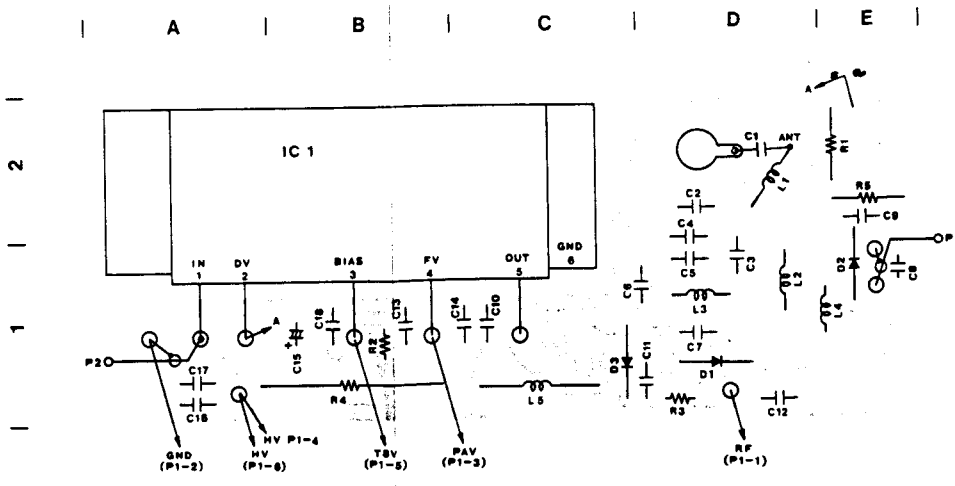 A B C D E
A
2
IC 1
C1
ANT
R1
L1
C2
R5
C4
C9
C5
C3
GND
6
P
IN
1
DV
2
BIAS
3
FV
4
OUT
5
C6
L2
D2
C8
L3
L4
1
A
C15
C18
R2
C13
C14
C10
C7
P2
D3
C11
D1
C17
C16
R4
L5
R3
C12
HV P1-4
GND
(P1-2)
HV
(P1-6)
TSV
(P1-5)
PAV
(P1-3)
RF
(P1-1)